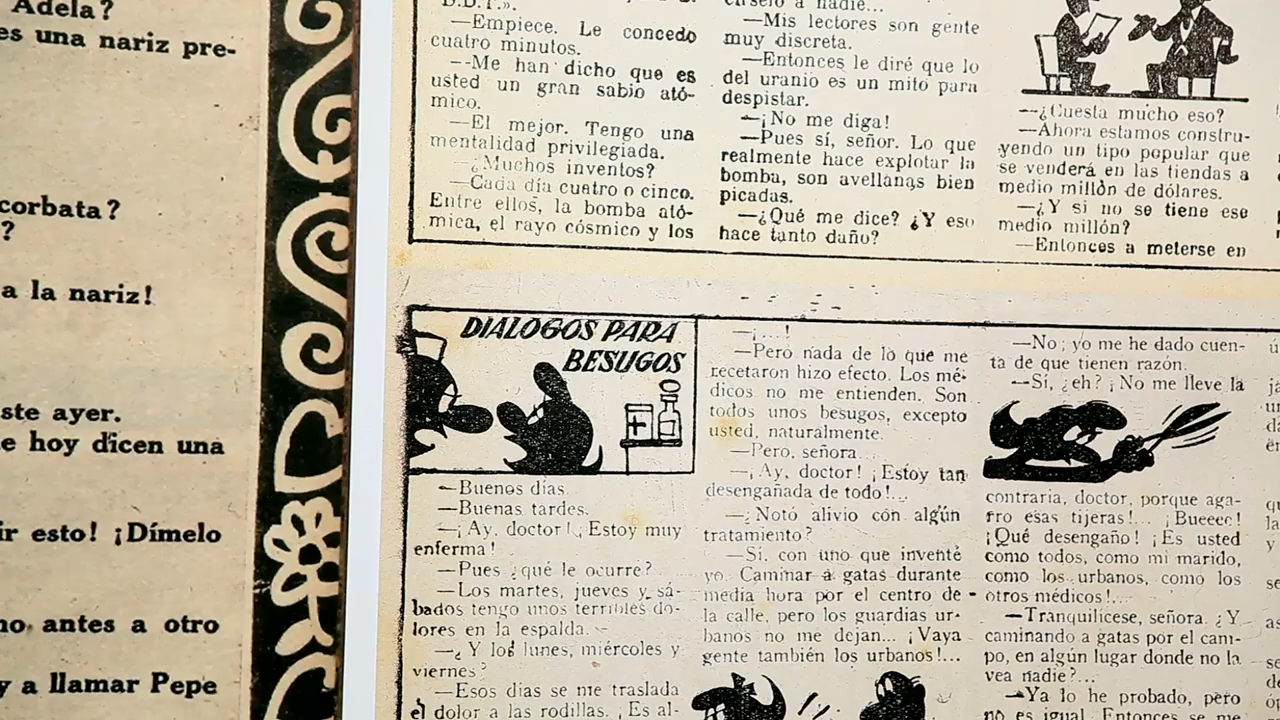 Adela?
es una nariz pre-
corbata?
?
a la nariz!
ste ayer.
e hoy dicen una
ir esto! ¡Dímelo
no antes a otro
y a llamar Pepe
D.D.T.».
—Empiece. Le concedo
cuatro minutos.
--Me han dicho que es
usted un gran sabio ató-
mico.
—El mejor. Tengo una
mentalidad privilegiada.
—¿Muchos inventos?
—Cada día cuatro o cinco.
Entre ellos, la bomba ató-
mica, el rayo cósmico y los
enseio a nadie...
—Mis lectores son gente
muy discreta.
—Entonces le diré que lo
del uranio es un mito para
despistar.
—¡No me diga!
—Pues sí, señor. Lo que
realmente hace explotar la
bomba, son avellanas bien
picadas.
—¿Qué me dice? ¿Y eso
hace tanto daño?
—¿Cuesta mucho eso?
—Ahora estamos constru-
yendo un tipo popular que
se venderá en las tiendas a
medio millón de dólares.
—¿Y si no se tiene ese
medio millón?
—Entonces a meterse en
DIALOGOS PARA
BESUGOS
—Buenos días.
—Buenas tardes.
—¡Ay, doctor! ¡Estoy muy
enferma!
—Pues ¿qué le ocurre?
—Los martes, jueves y sá-
bados tengo unos terribles do-
lores en la espalda.
—¿Y los lunes, miércoles y
viernes?
—Esos días se me traslada
el dolor a las rodillas. ¡Es al-
—¡...!
—Pero nada de lo que me
recetaron hizo efecto. Los mé-
dicos no me entienden. Son
todos unos besugos, excepto
usted, naturalmente.
—Pero, señora...
—¡Ay, doctor! ¡Estoy tan
desengañada de todo!...
—¿Notó alivio con algún
tratamiento?
—Sí, con uno que inventé
yo. Caminar a gatas durante
media hora por el centro de
la calle, pero los guardias ur-
banos no me dejan... ¡Vaya
gente también los urbanos!...
—No; yo me he dado cuen-
ta de que tienen razón.
—Sí, ¿eh? ¡No me lleve la
contraria, doctor, porque aga-
rro esas tijeras!... ¡Bueeec!
¡Qué desengaño! ¡Es usted
como todos, como mi marido,
como los urbanos, como los
otros médicos!...
—Tranquilícese, señora. ¿Y
caminando a gatas por el cam-
po, en algún lugar donde no la
vea nadie?...
—Ya lo he probado, pero
no es igual. Entonces se me